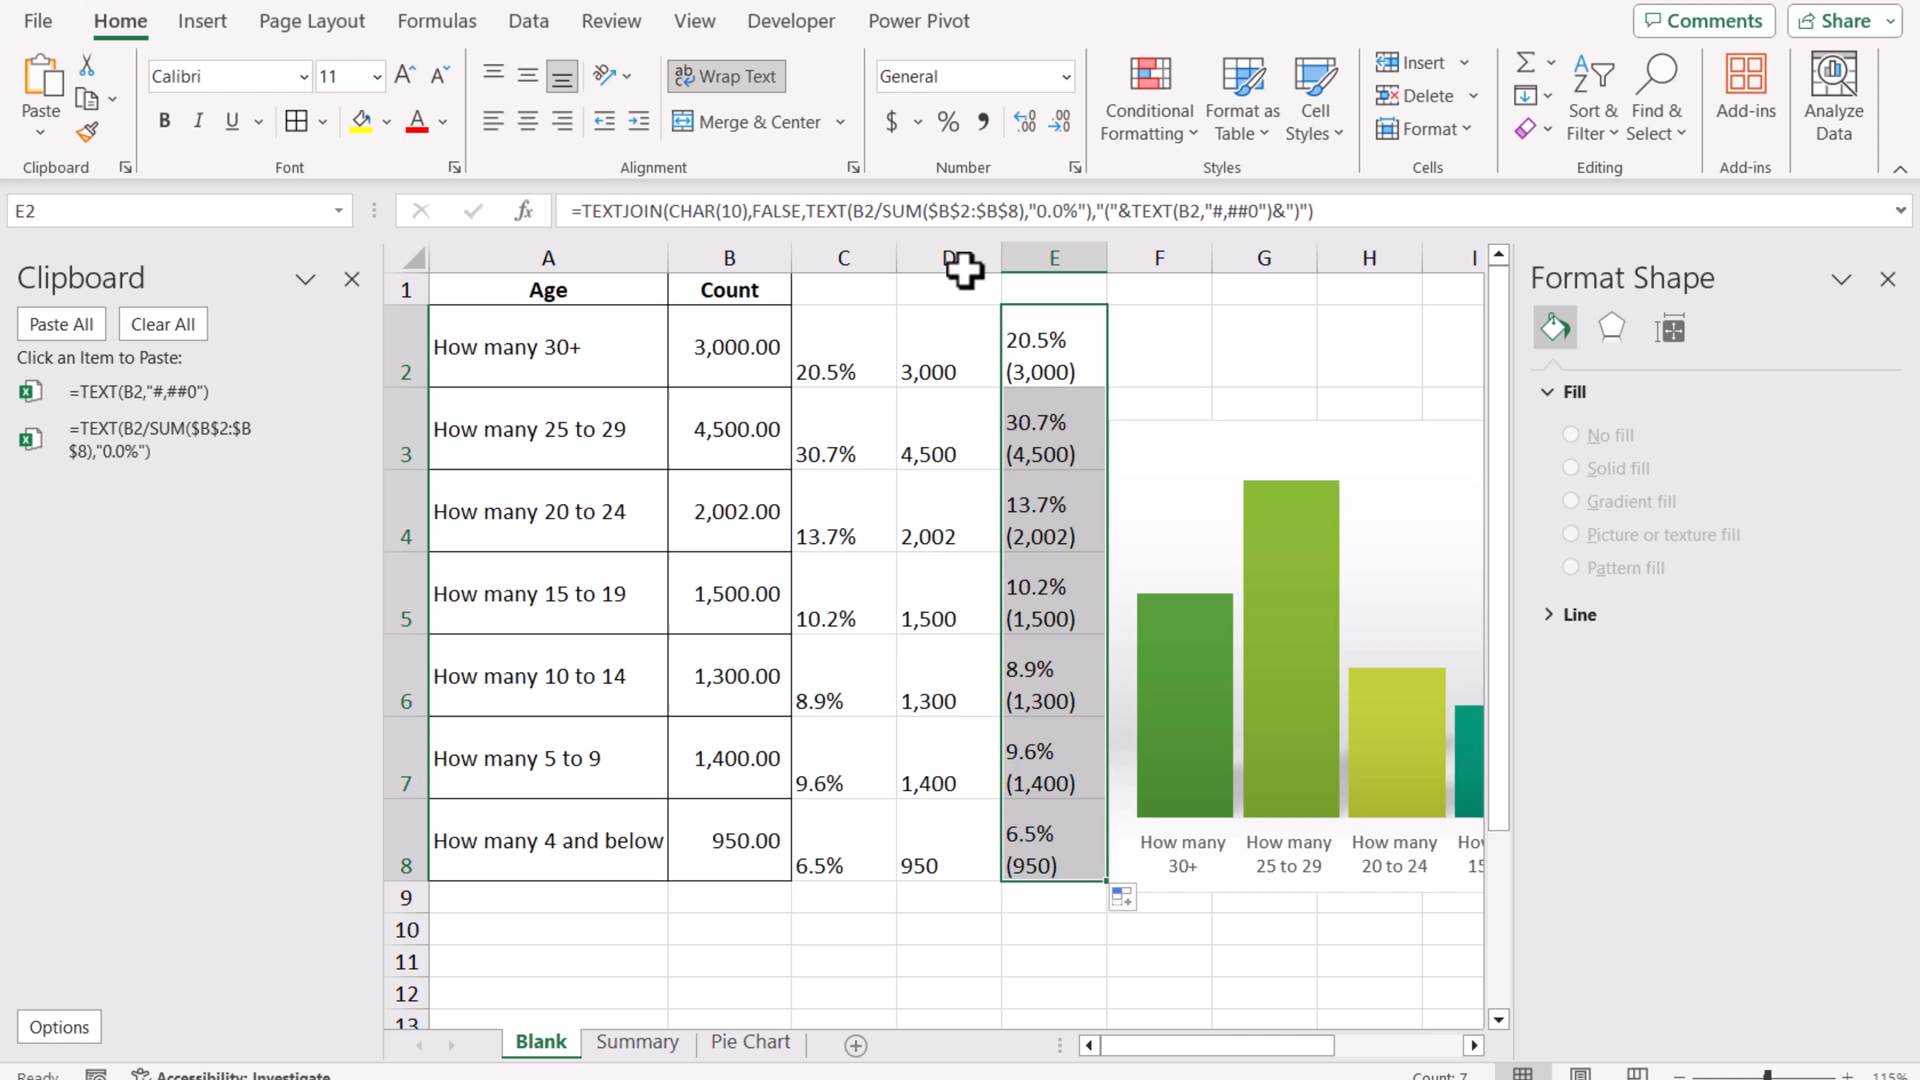 File Home Insert Page Layout Formulas Data Review View Developer Power Pivot Comments Share
Paste
Clipboard
Calibri 11
B I U A
Font
ab Wrap Text
Merge & Center
Alignment
General
$ % 9
Number
Conditional Formatting
Format as Table
Cell Styles
Styles
Insert
Delete
Format
Cells
Sort & Filter
Find & Select
Editing
Add-ins
Add-ins
Analyze Data
E2 fx =TEXTJOIN(CHAR(10),FALSE,TEXT(B2/SUM($B$2:$B$8),"0.0%"),"("&TEXT(B2,"#,##0")&")")
Clipboard
Paste All Clear All
Click an Item to Paste:
=TEXT(B2,"#,##0")
=TEXT(B2/SUM($B$2:$B
$8),"0.0%")
Options
A B C D E F G H I
1 Age Count
2 How many 30+ 3,000.00 20.5% 3,000 20.5%
(3,000)
3 How many 25 to 29 4,500.00 30.7% 4,500 30.7%
(4,500)
4 How many 20 to 24 2,002.00 13.7% 2,002 13.7%
(2,002)
5 How many 15 to 19 1,500.00 10.2% 1,500 10.2%
(1,500)
6 How many 10 to 14 1,300.00 8.9% 1,300 8.9%
(1,300)
7 How many 5 to 9 1,400.00 9.6% 1,400 9.6%
(1,400)
8 How many 4 and below 950.00 6.5% 950 6.5%
(950)
9
10
11
12
13
How many
30+
How many
25 to 29
How many
20 to 24
Format Shape
Fill
No fill
Solid fill
Gradient fill
Picture or texture fill
Pattern fill
Line
Blank Summary Pie Chart
Ready Accessibility: Investigate Count: 7 115%